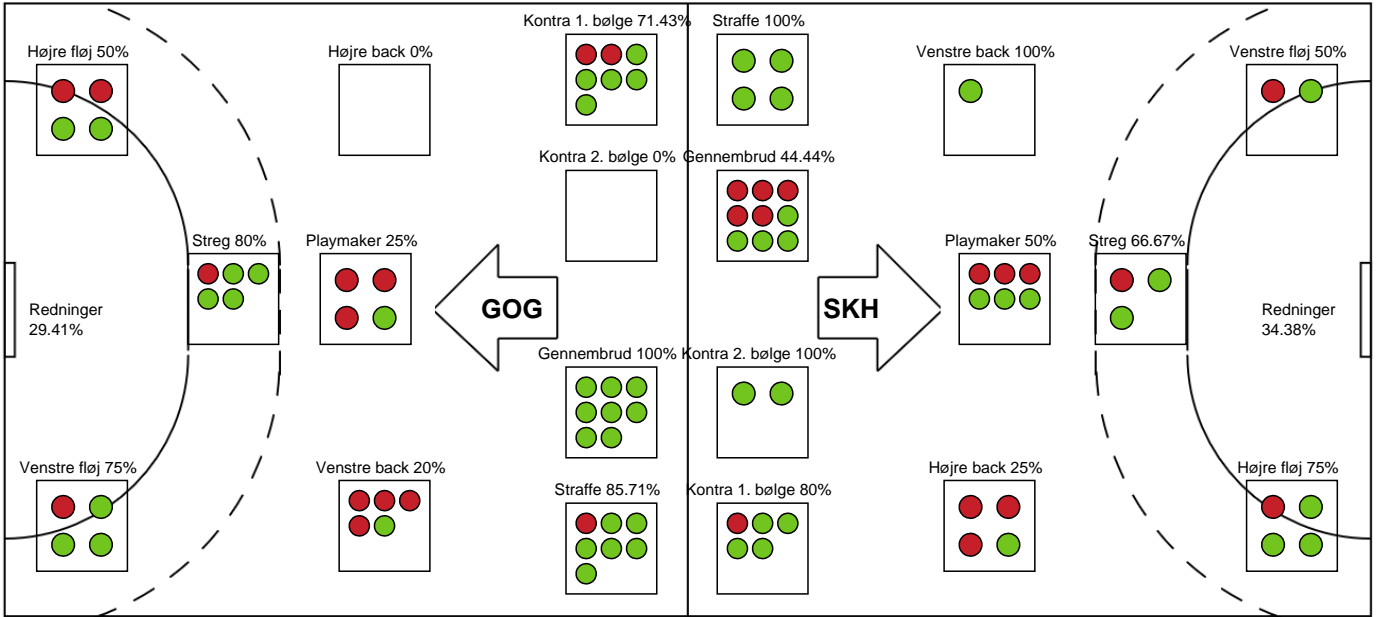 Kontra 1. bølge 71.43%
Straffe 100%
Højre fløj 50%
Højre back 0%
Venstre back 100%
Venstre fløj 50%
Kontra 2. bølge 0%
Gennembrud 44.44%
Streg 80%
Playmaker 25%
Playmaker 50%
Streg 66.67%
Redninger
29.41%
GOG
SKH
Redninger
34.38%
Gennembrud 100%
Kontra 2. bølge 100%
Venstre fløj 75%
Venstre back 20%
Højre back 25%
Højre fløj 75%
Straffe 85.71%
Kontra 1. bølge 80%